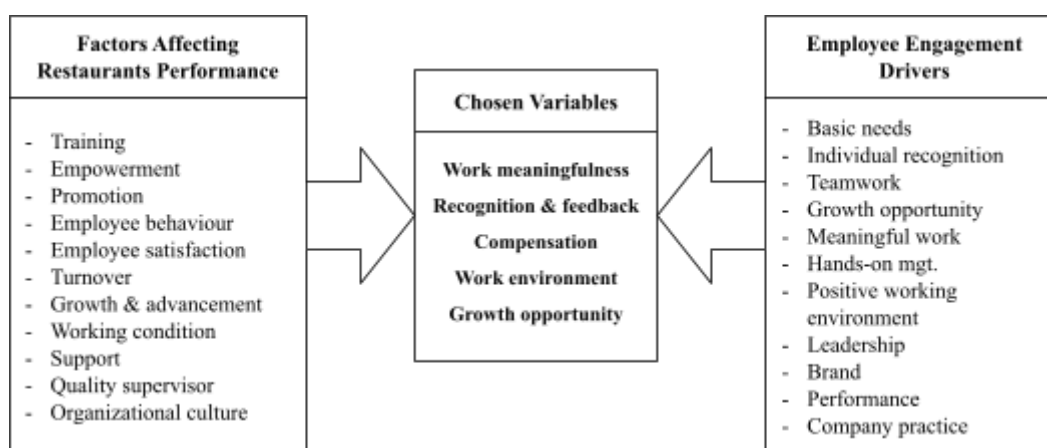 Factors Affecting
Restaurants Performance
- Training
- Empowerment
- Promotion
- Employee behaviour
- Employee satisfaction
- Turnover
- Growth & advancement
- Working condition
- Support
- Quality supervisor
- Organizational culture
Chosen Variables
Work meaningfulness
Recognition & feedback
Compensation
Work environment
Growth opportunity
Employee Engagement
Drivers
- Basic needs
- Individual recognition
- Teamwork
- Growth opportunity
- Meaningful work
- Hands-on mgt.
- Positive working
environment
- Leadership
- Brand
- Performance
- Company practice